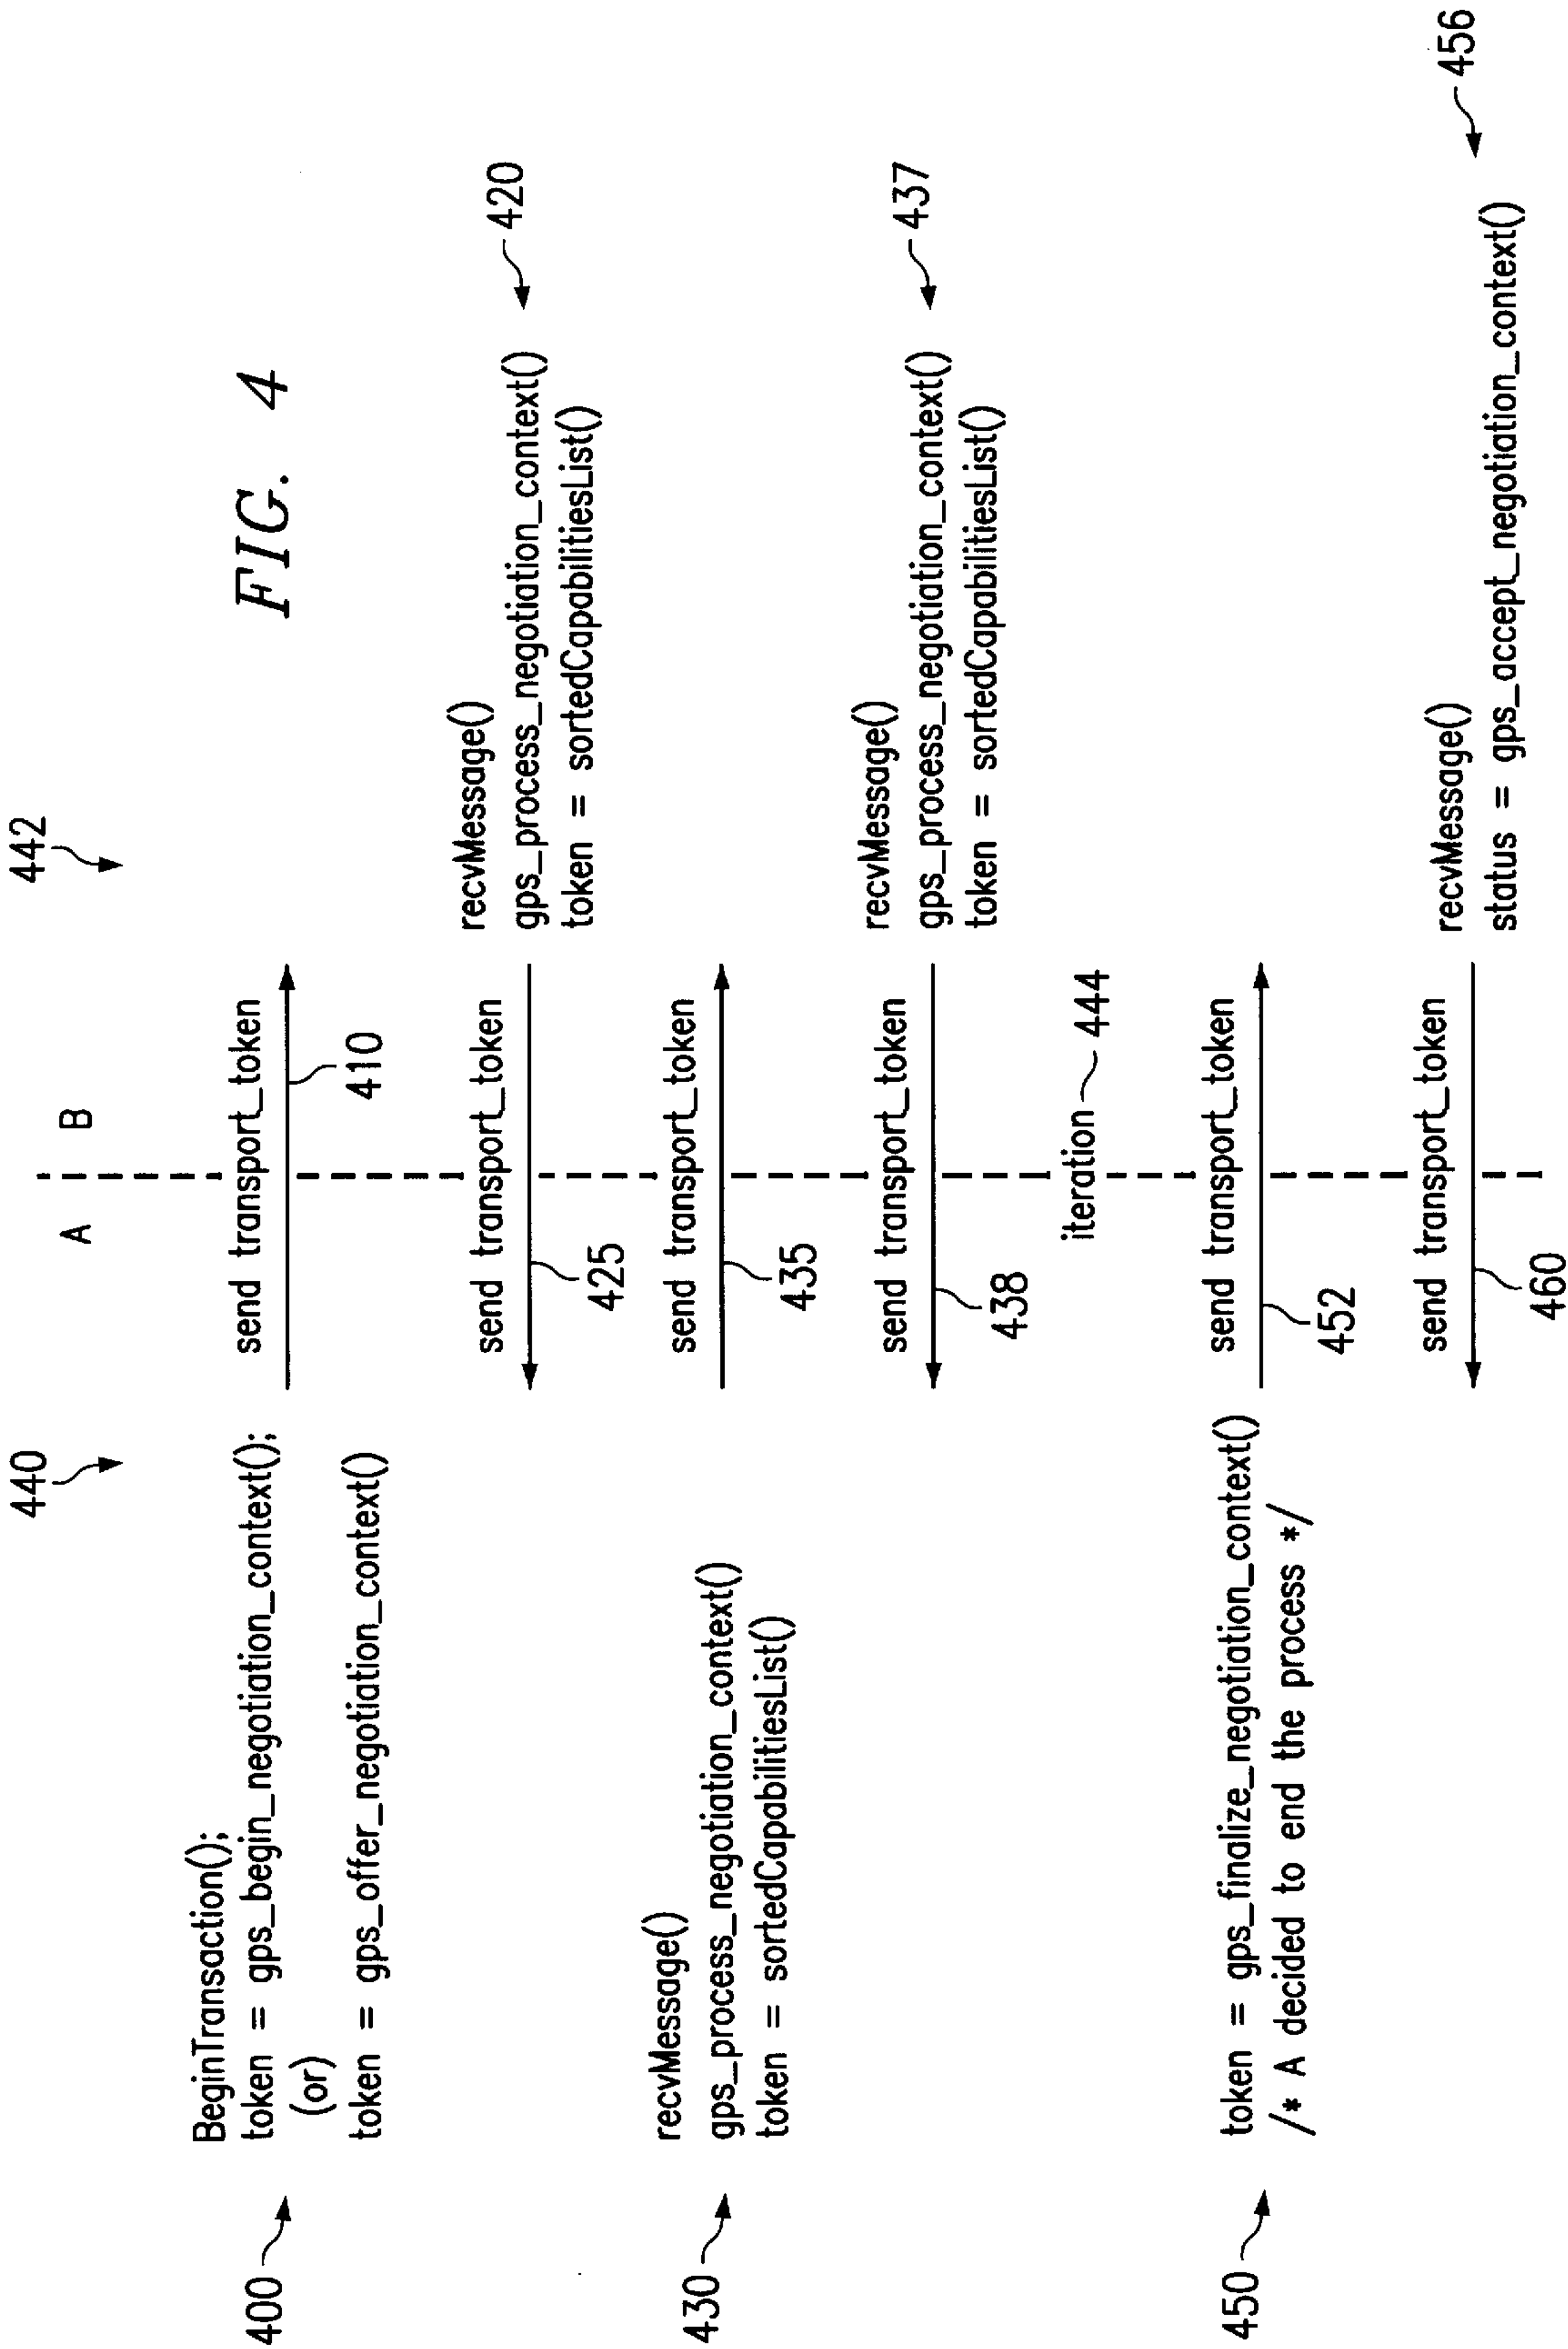 FIG. 4
440
442
A
B
BeginTransaction();
token = gps_begin_negotiation_context();
(or)
token = gps_offer_negotiation_context()
400
send transport_token
410
recvMessage()
gps_process_negotiation_context()
token = sortedCapabilitiesList()
420
send transport_token
425
recvMessage()
gps_process_negotiation_context()
token = sortedCapabilitiesList()
430
send transport_token
435
recvMessage()
gps_process_negotiation_context()
token = sortedCapabilitiesList()
437
send transport_token
438
iteration
444
token = gps_finalize_negotiation_context()
/* A decided to end the process */
450
send transport_token
452
recvMessage()
status = gps_accept_negotiation_context()
456
send transport_token
460